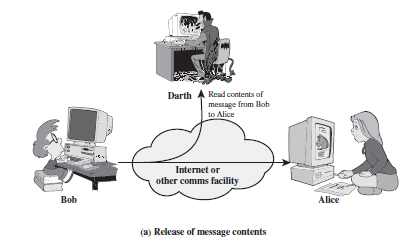 Darth
Read contents of
message from Bob
to Alice
Internet or
other comms facility
Bob
Alice
(a) Release of message contents